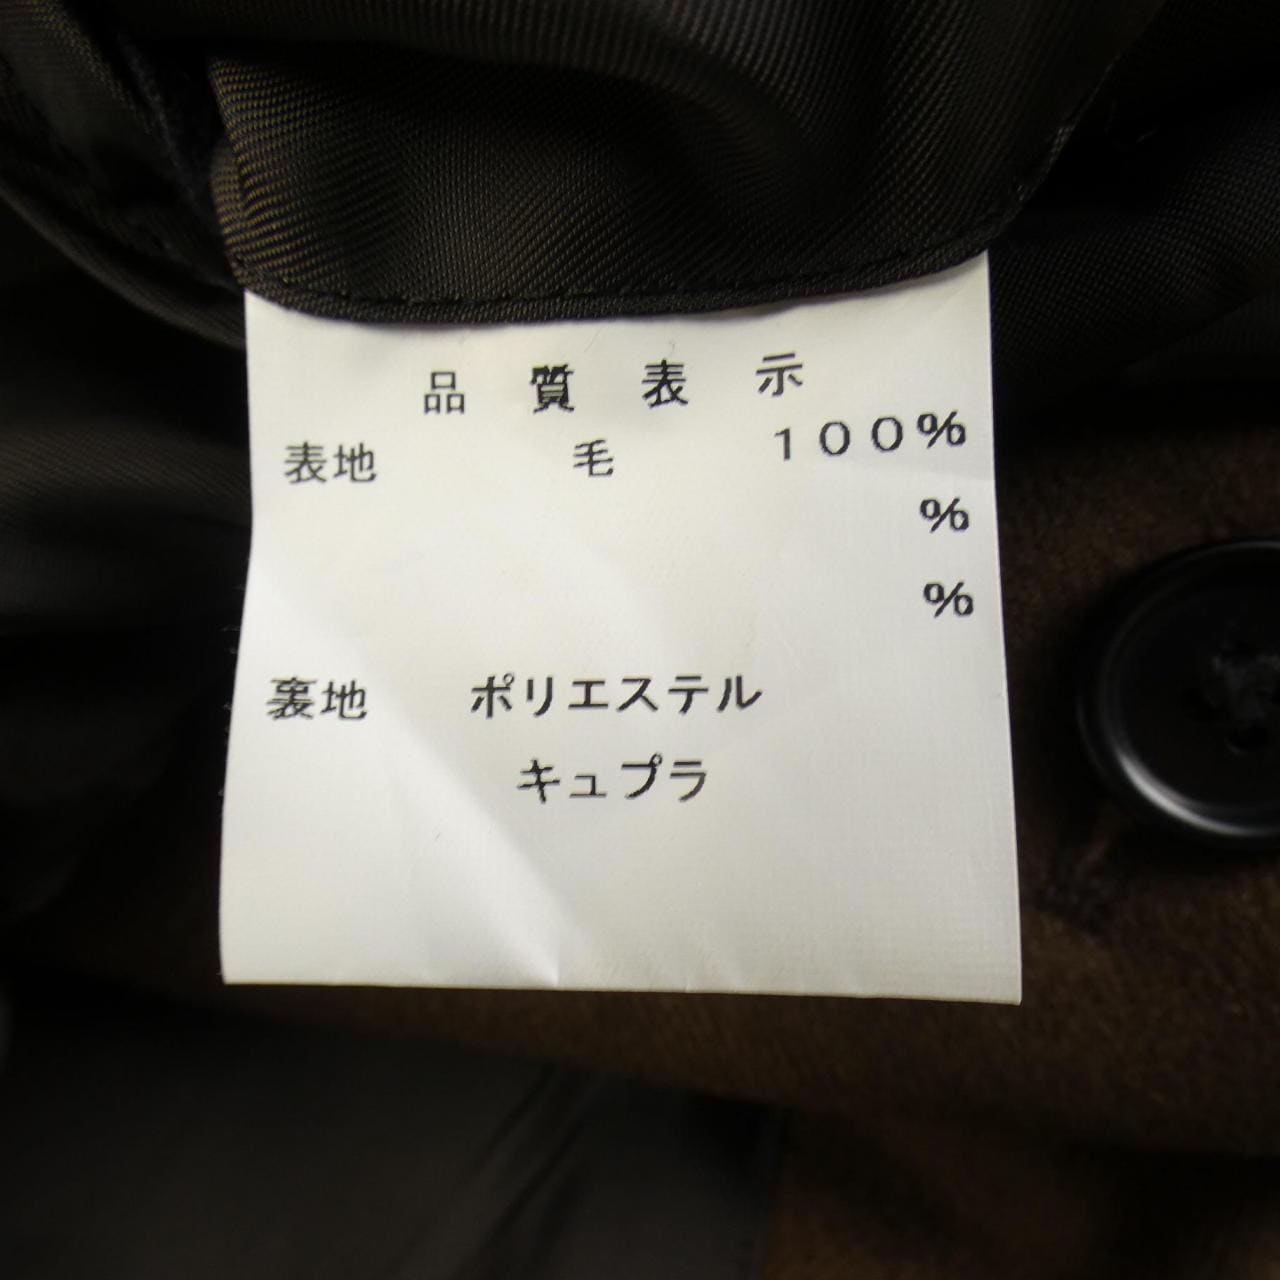 品質表示
表地 毛 100%
%
%
裏地 ポリエステル
キュプラ